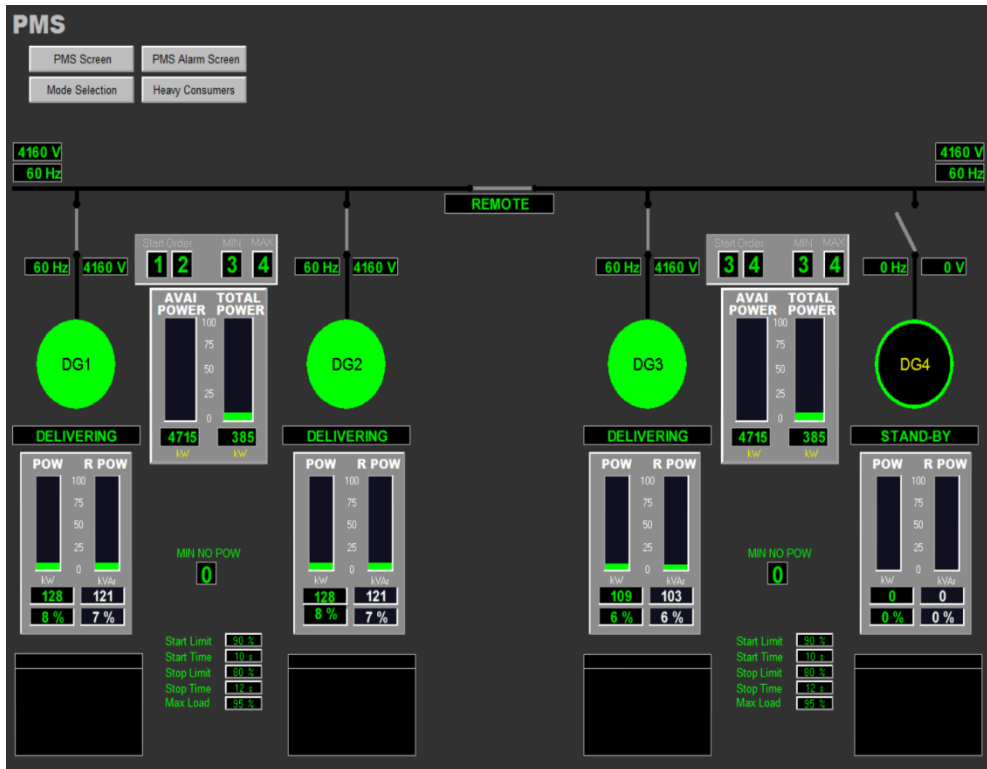 PMS
PMS Screen PMS Alarm Screen
Mode Selection Heavy Consumers
4160 V 4160 V
60 Hz 60 Hz
REMOTE
Start Order MIN MAX Start Order MIN MAX
60 Hz 4160 V 1 2 3 4 60 Hz 4160 V 60 Hz 4160 V 3 4 3 4 0 Hz 0 V
AVAI POWER TOTAL POWER AVAI POWER TOTAL POWER
100 100
75 75
DG1 50 DG2 DG3 50 DG4
25 25
0 0
DELIVERING 4715 385 DELIVERING DELIVERING 4715 385 STAND-BY
kW kW kW kW
POW R POW POW R POW POW R POW POW R POW
100 100 100 100
75 75 75 75
50 50 50 50
25 25 25 25
MIN NO POW MIN NO POW
0 0 0 0
kW kVAr kW kVAr kW kVAr kW kVAr
0 0
128 121 128 121 109 103 0 0
8 % 7 % 8 % 7 % 6 % 6 % 0 % 0 %
Start Limit 90 % Start Limit 90 %
Start Time 10 s Start Time 10 s
Stop Limit 80 % Stop Limit 80 %
Stop Time 12 s Stop Time 12 s
Max Load 95 % Max Load 95 %